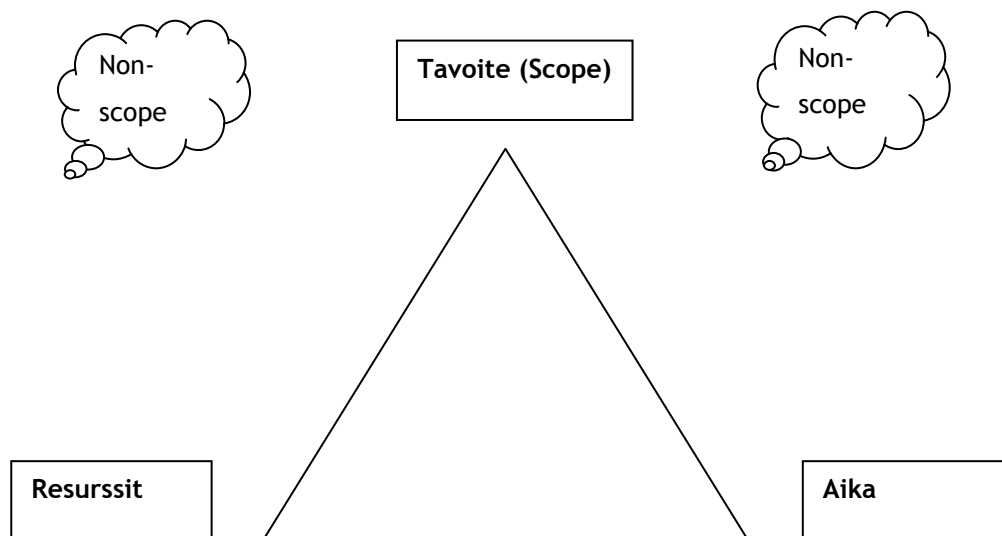 Non-
scope
Tavoite (Scope)
Non-
scope
Resurssit
Aika